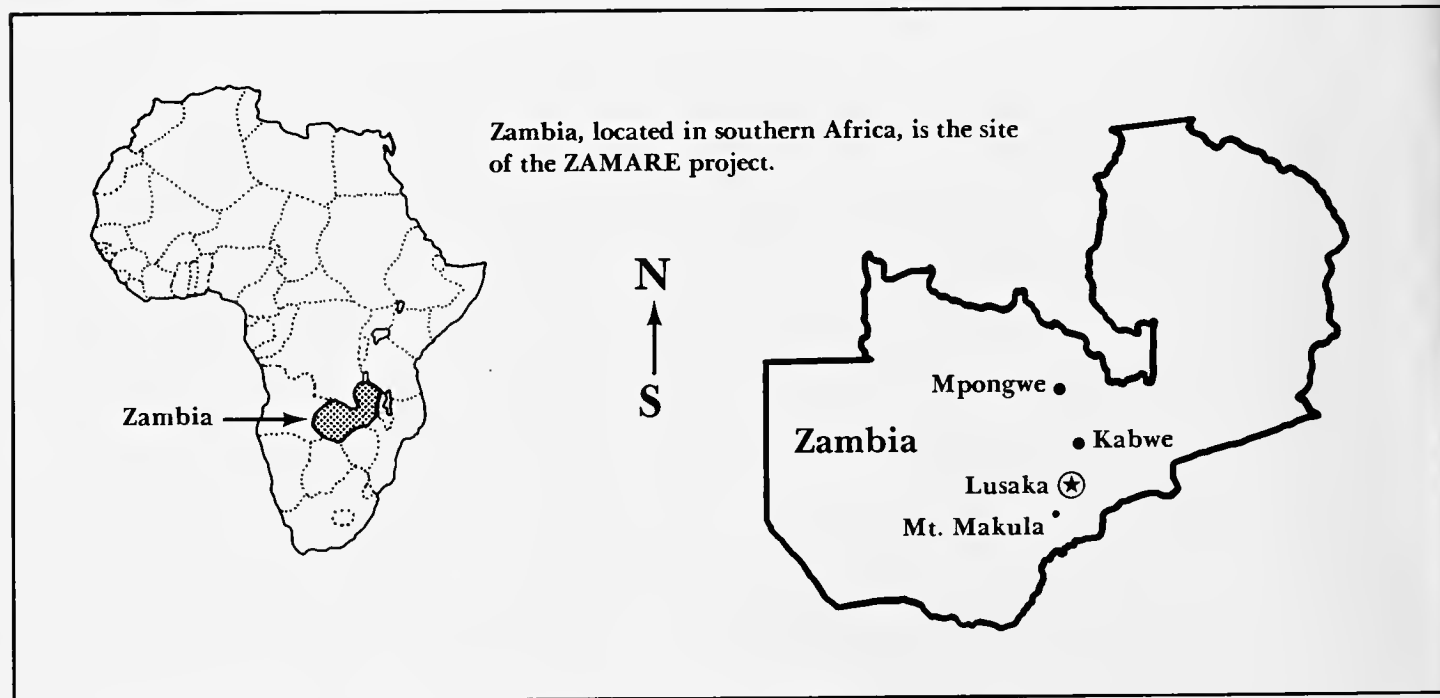 Zambia, located in southern Africa, is the site
of the ZAMARE project.
N
S
Zambia
Mpongwe
Zambia
Kabwe
Lusaka
Mt. Makula